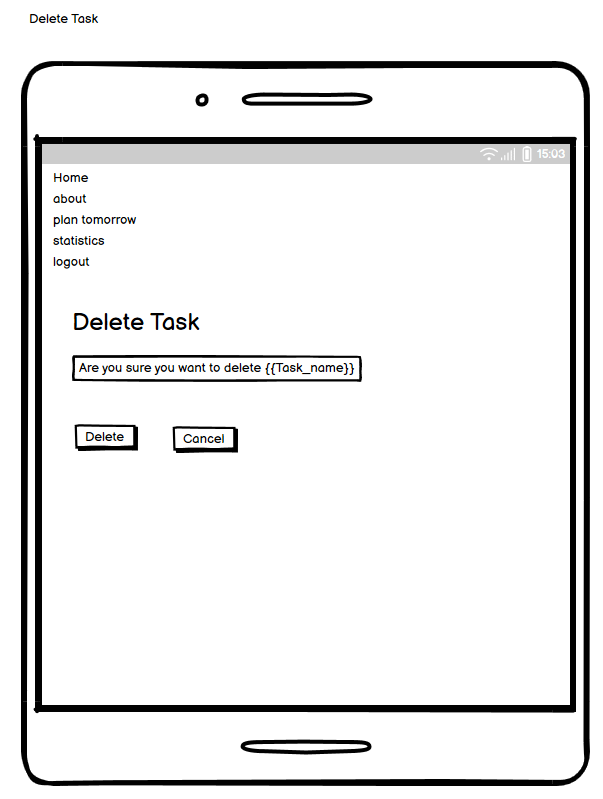 Delete Task
15:03
Home
about
plan tomorrow
statistics
logout
Delete Task
Are you sure you want to delete {{Task_name}}
Delete Cancel